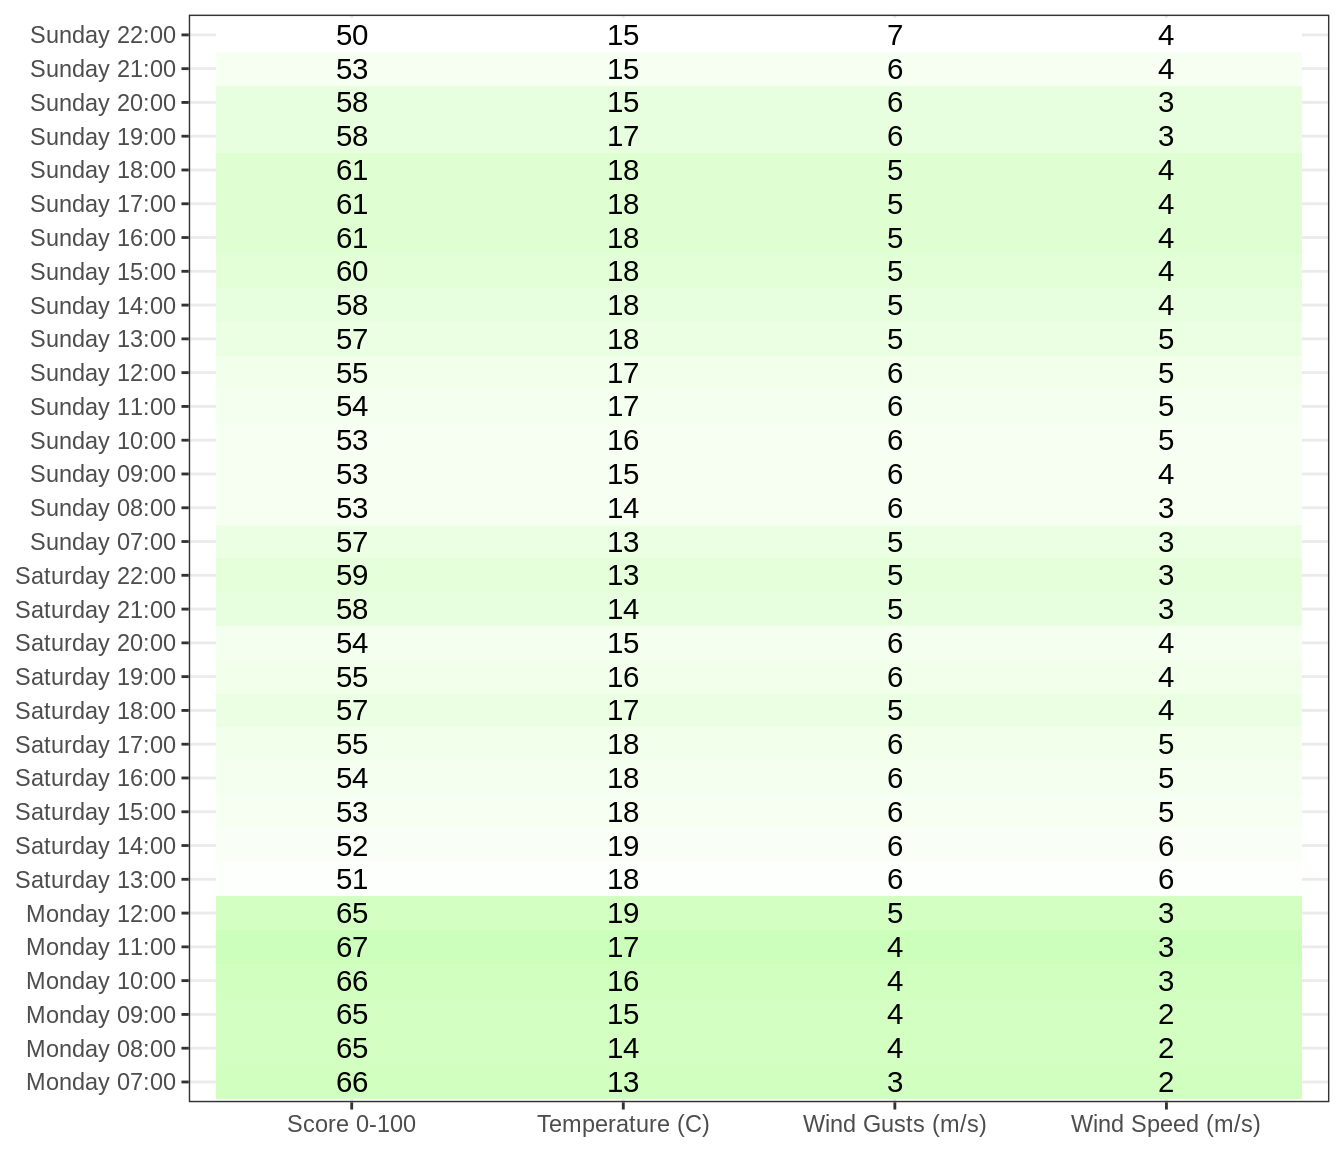 Sunday 22:00 50 15 7 4
Sunday 21:00 53 15 6 4
Sunday 20:00 58 15 6 3
Sunday 19:00 58 17 6 3
Sunday 18:00 61 18 5 4
Sunday 17:00 61 18 5 4
Sunday 16:00 61 18 5 4
Sunday 15:00 60 18 5 4
Sunday 14:00 58 18 5 4
Sunday 13:00 57 18 5 5
Sunday 12:00 55 17 6 5
Sunday 11:00 54 17 6 5
Sunday 10:00 53 16 6 5
Sunday 09:00 53 15 6 4
Sunday 08:00 53 14 6 3
Sunday 07:00 57 13 5 3
Saturday 22:00 59 13 5 3
Saturday 21:00 58 14 5 3
Saturday 20:00 54 15 6 4
Saturday 19:00 55 16 6 4
Saturday 18:00 57 17 5 4
Saturday 17:00 55 18 6 5
Saturday 16:00 54 18 6 5
Saturday 15:00 53 18 6 5
Saturday 14:00 52 19 6 6
Saturday 13:00 51 18 6 6
Monday 12:00 65 19 5 3
Monday 11:00 67 17 4 3
Monday 10:00 66 16 4 3
Monday 09:00 65 15 4 2
Monday 08:00 65 14 4 2
Monday 07:00 66 13 3 2
Score 0-100 Temperature (C) Wind Gusts (m/s) Wind Speed (m/s)